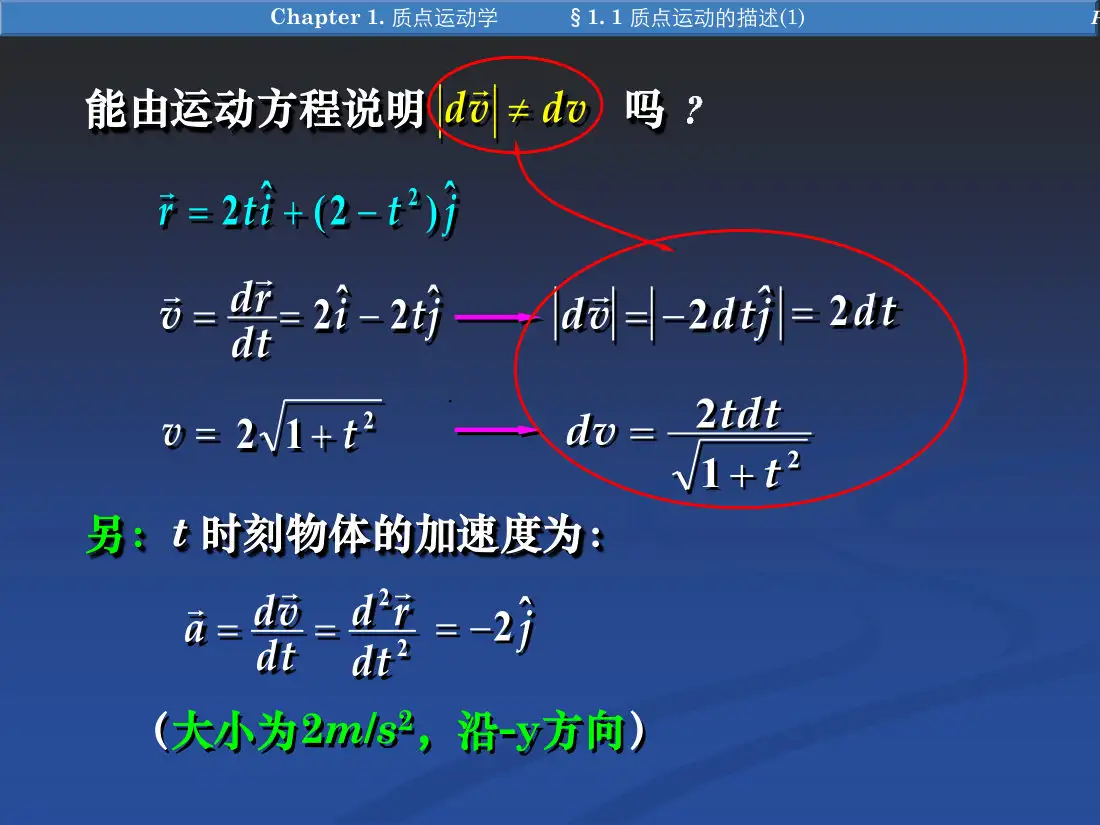 Chapter 1. 质点运动学 §1. 1 质点运动的描述(1)
能由运动方程说明 |dv⃗| ≠ dv 吗 ?
r⃗ = 2tî + (2 − t²)ĵ
v⃗ = dr⃗/dt = 2î − 2tĵ → |dv⃗| = |−2dtĵ| = 2dt
v = 2√(1 + t²) → dv = 2tdt/√(1 + t²)
另: t 时刻物体的加速度为:
a⃗ = dv⃗/dt = d²r⃗/dt² = −2ĵ
(大小为2m/s², 沿-y方向)